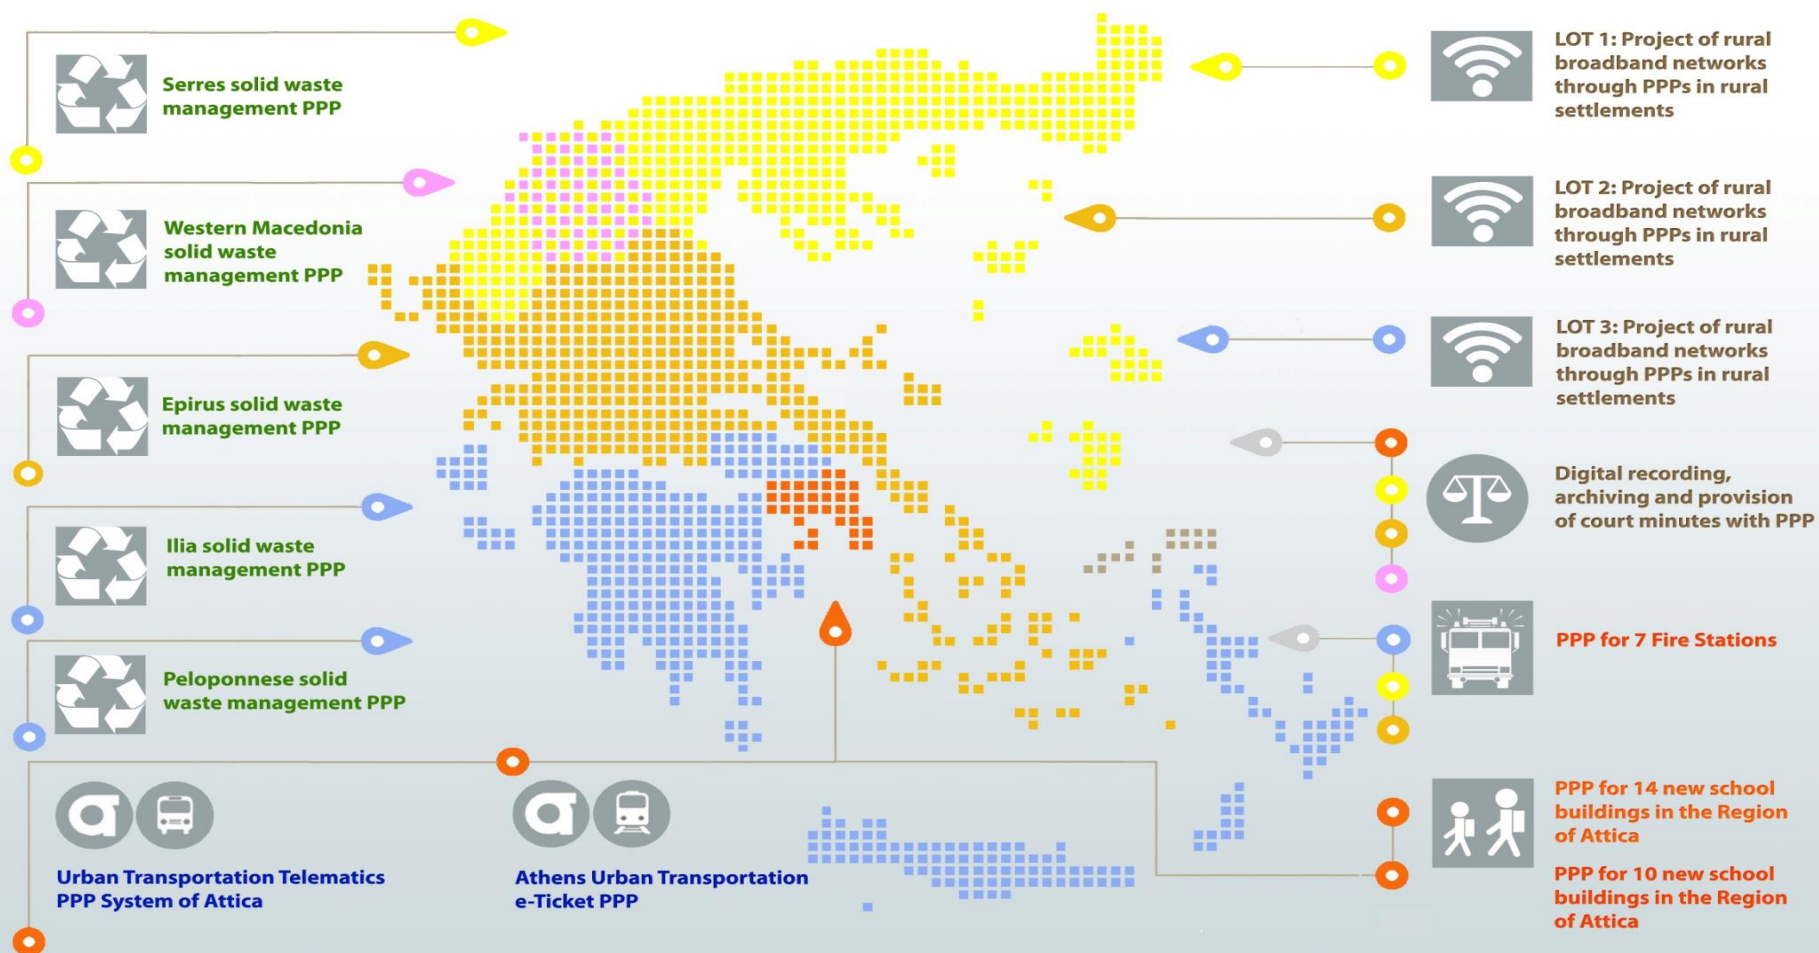 Serres solid waste
management PPP
Western Macedonia
solid waste
management PPP
Epirus solid waste
management PPP
Ilia solid waste
management PPP
Peloponnese solid
waste management PPP
Urban Transportation Telematics
PPP System of Attica
Athens Urban Transportation
e-Ticket PPP
LOT 1: Project of rural
broadband networks
through PPPs in rural
settlements
LOT 2: Project of rural
broadband networks
through PPPs in rural
settlements
LOT 3: Project of rural
broadband networks
through PPPs in rural
settlements
Digital recording,
archiving and provision
of court minutes with PPP
PPP for 7 Fire Stations
PPP for 14 new school
buildings in the Region
of Attica
PPP for 10 new school
buildings in the Region
of Attica